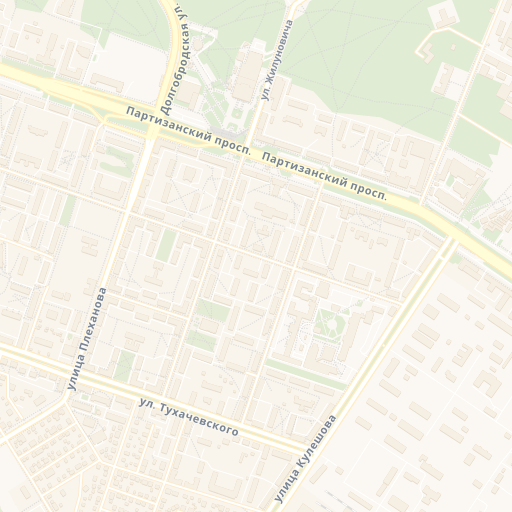 Долгобродская ул.
ул. Жилуновича
Партизанский просп.
Партизанский просп.
улица Плеханова
ул. Тухачевского
улица Кулешова